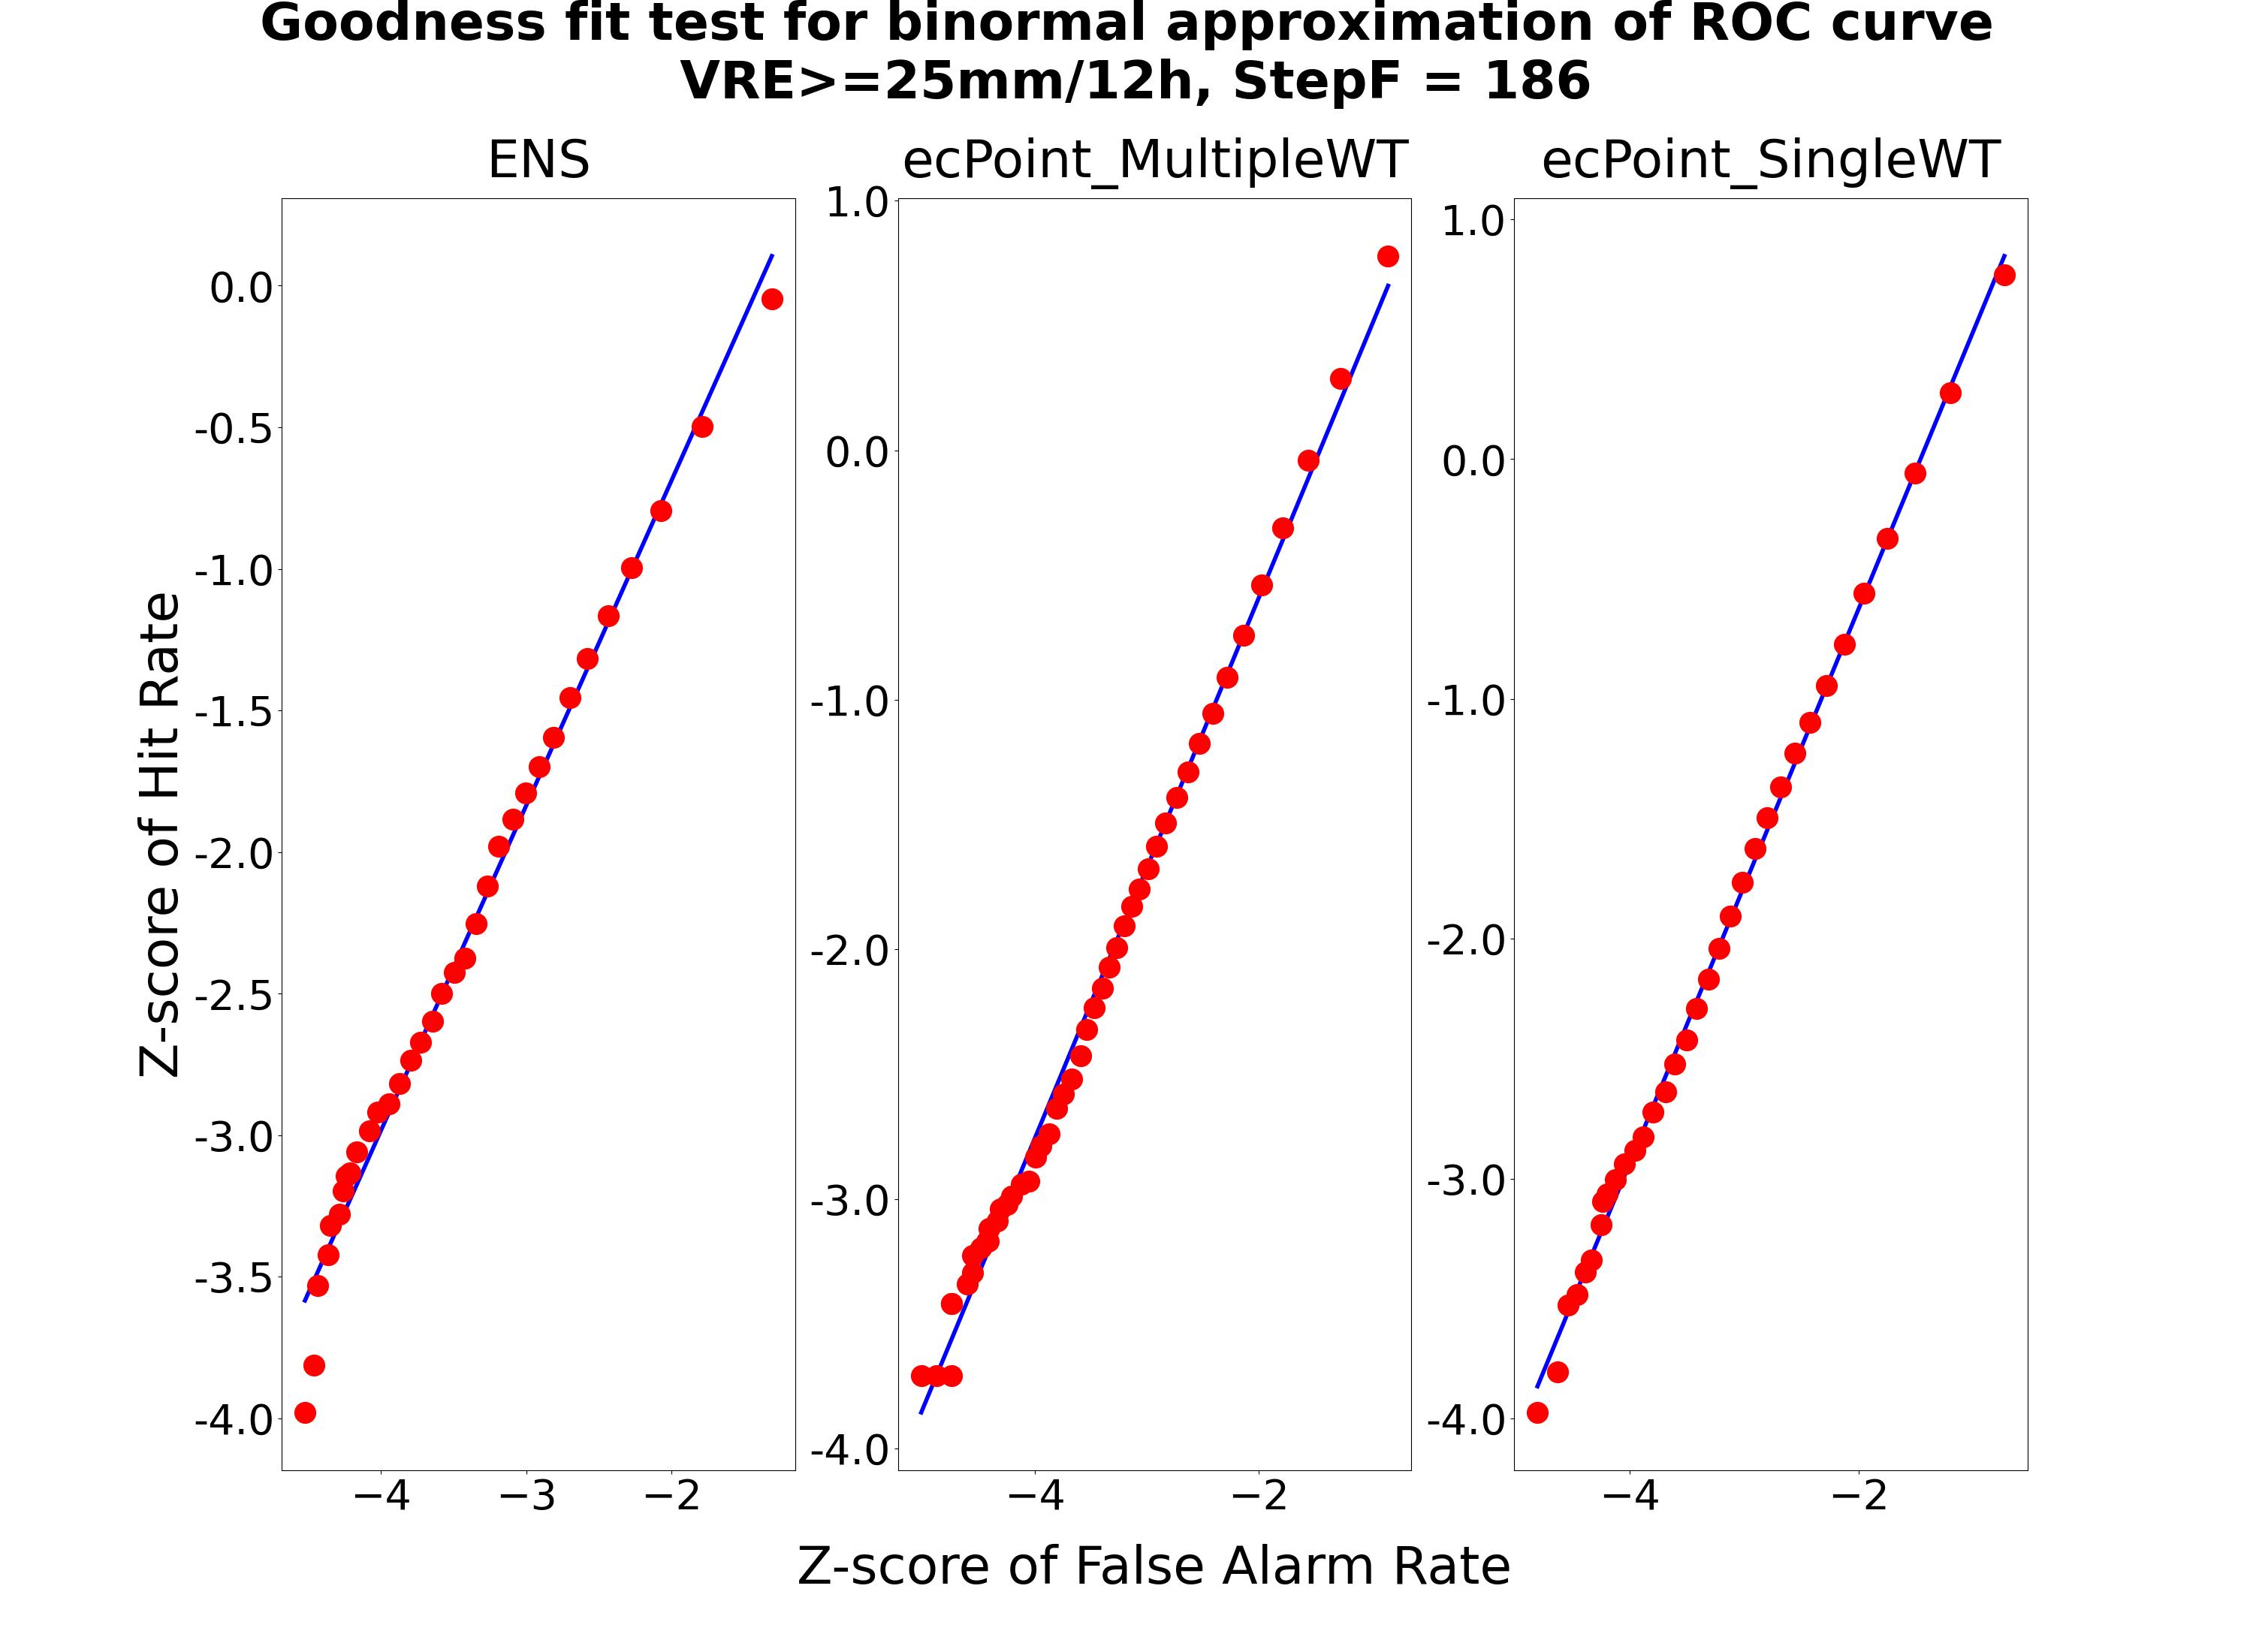 Goodness fit test for binormal approximation of ROC curve
VRE>=25mm/12h, StepF = 186
ENS
ecPoint_MultipleWT
ecPoint_SingleWT
Z-score of Hit Rate
0.0
-0.5
-1.0
-1.5
-2.0
-2.5
-3.0
-3.5
-4.0
−4 −3 −2
1.0
0.0
-1.0
-2.0
-3.0
-4.0
−4 −2
1.0
0.0
-1.0
-2.0
-3.0
-4.0
−4 −2
Z-score of False Alarm Rate